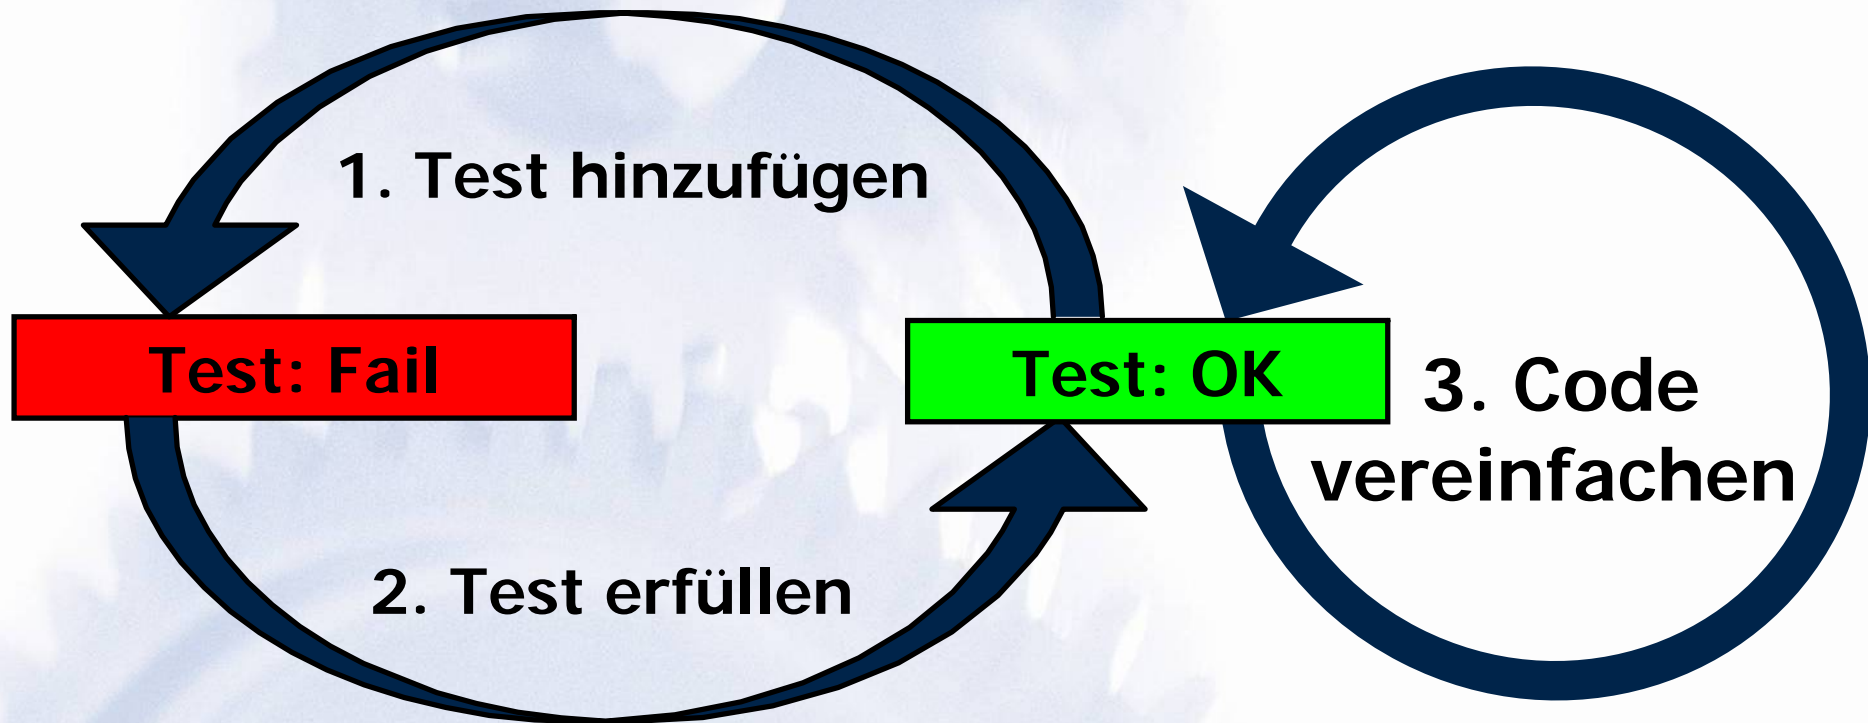 1. Test hinzufügen
Test: Fail
Test: OK
3. Code
vereinfachen
2. Test erfüllen